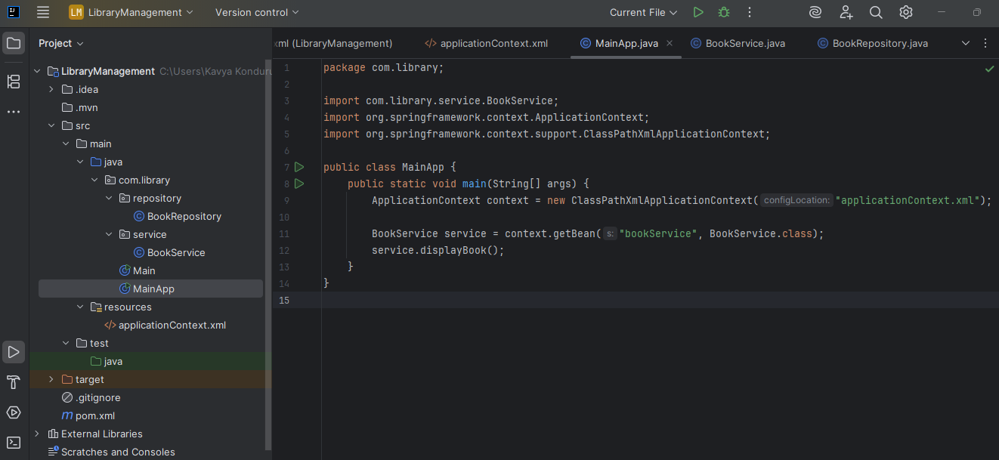 LM LibraryManagement Version control Current File
Project
xml (LibraryManagement) applicationContext.xml MainApp.java BookService.java BookRepository.java
LibraryManagement C:\Users\Kavya Kondur
.idea
.mvn
src
main
java
com.library
repository
BookRepository
service
BookService
Main
MainApp
resources
applicationContext.xml
test
java
target
.gitignore
pom.xml
External Libraries
Scratches and Consoles
1 package com.library;
2
3 import com.library.service.BookService;
4 import org.springframework.context.ApplicationContext;
5 import org.springframework.context.support.ClassPathXmlApplicationContext;
6
7 public class MainApp {
8     public static void main(String[] args) {
9         ApplicationContext context = new ClassPathXmlApplicationContext( configLocation: "applicationContext.xml");
10
11         BookService service = context.getBean( s: "bookService", BookService.class);
12         service.displayBook();
13     }
14 }
15